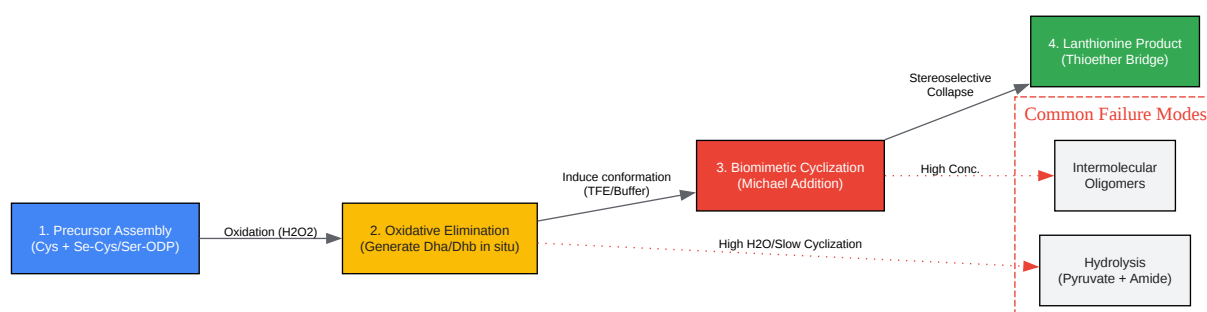 1. Precursor Assembly
(Cys + Se-Cys/Ser-ODP)
Oxidation (H2O2)
2. Oxidative Elimination
(Generate Dha/Dhb in situ)
Induce conformation
(TFE/Buffer)
3. Biomimetic Cyclization
(Michael Addition)
Stereoselective
Collapse
4. Lanthionine Product
(Thioether Bridge)
Common Failure Modes
High Conc.
Intermolecular
Oligomers
High H2O/Slow Cyclization
Hydrolysis
(Pyruvate + Amide)